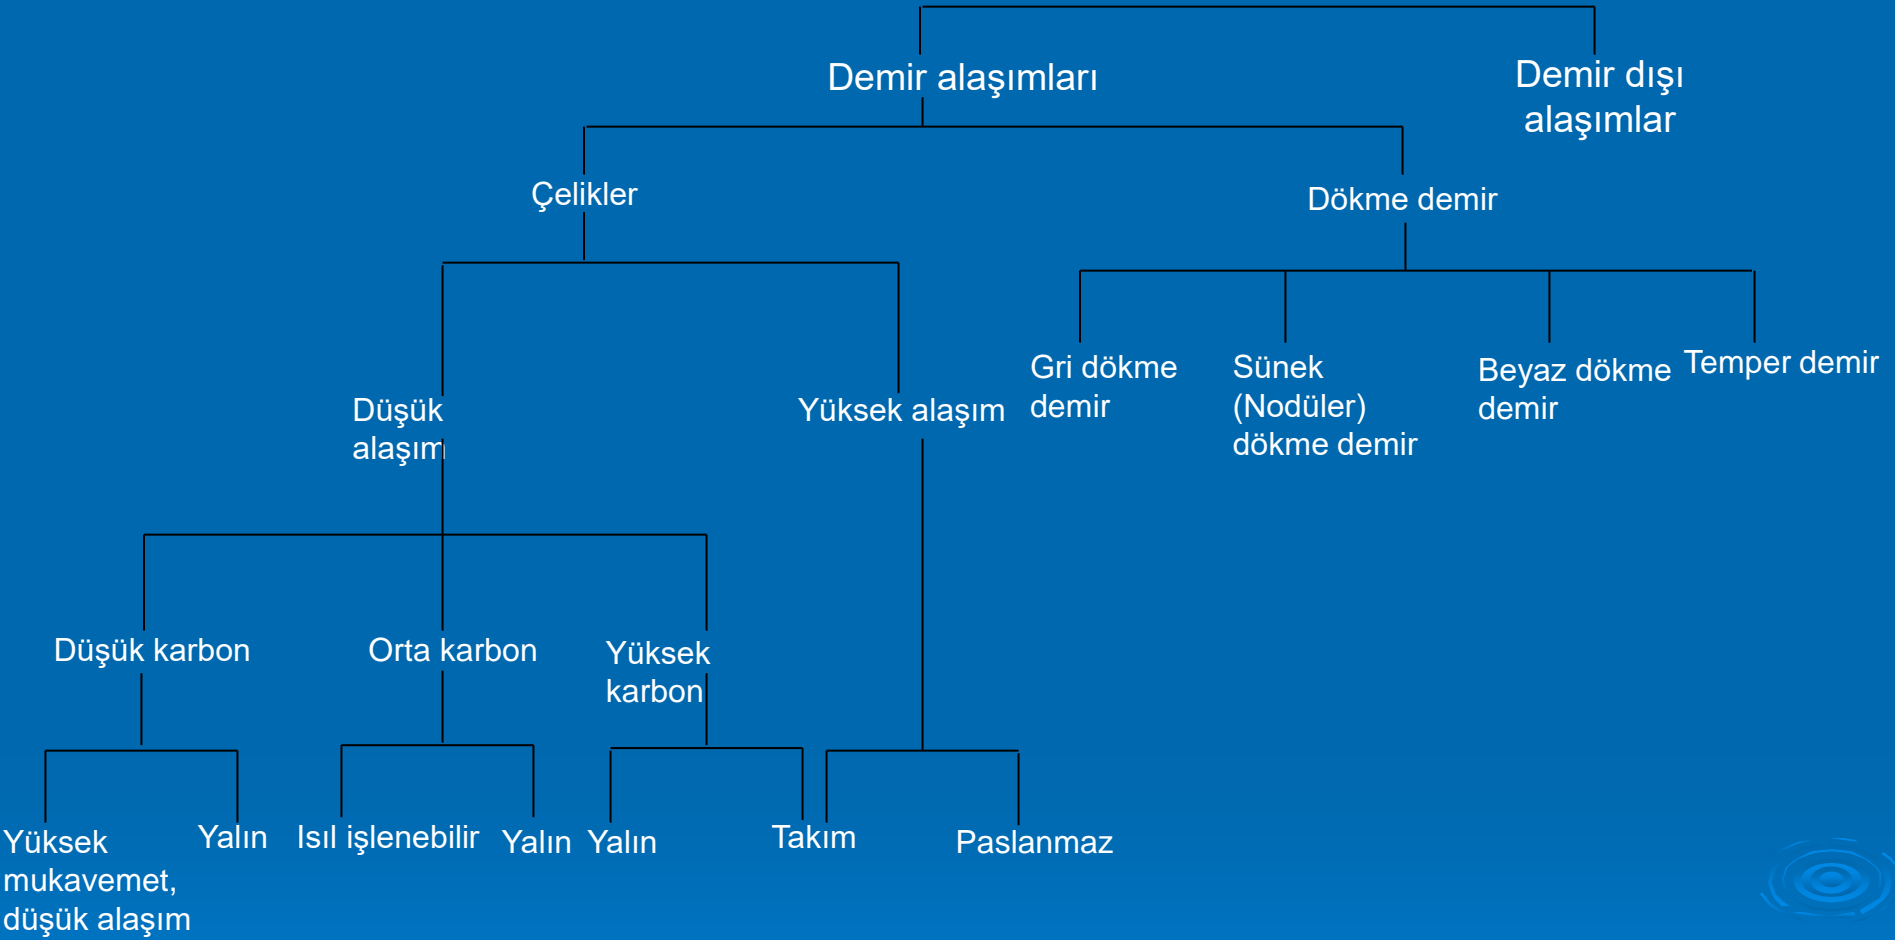 Demir alaşımları
Demir dışı
alaşımlar
Çelikler
Dökme demir
Düşük
alaşım
Yüksek alaşım
Gri dökme
demir
Sünek
(Nodüler)
dökme demir
Beyaz dökme
demir
Temper demir
Düşük karbon
Orta karbon
Yüksek
karbon
Yüksek
mukavemet,
düşük alaşım
Yalın
Isıl işlenebilir
Yalın
Yalın
Takım
Paslanmaz